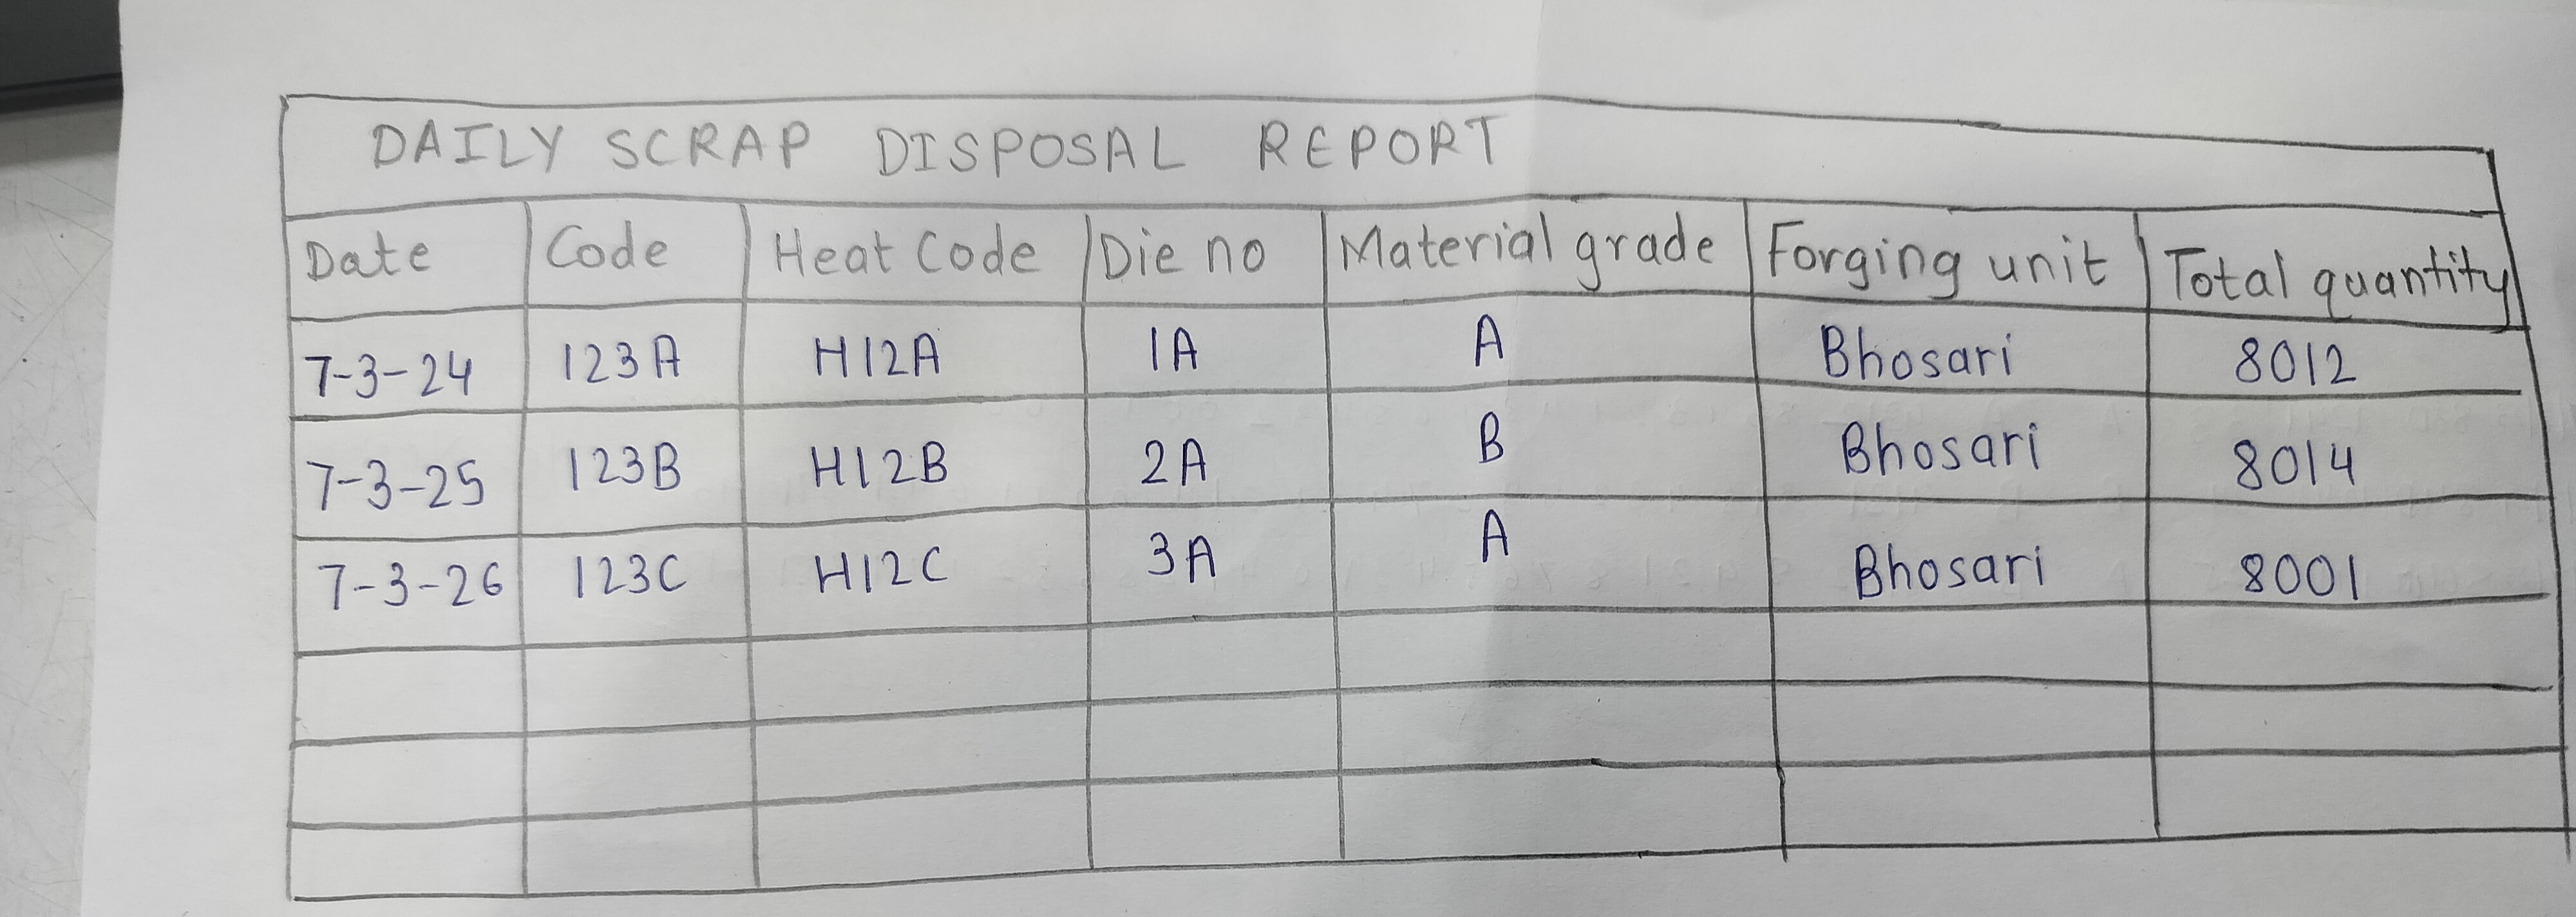 DAILY SCRAP DISPOSAL REPORT
Date Code Heat Code Die no Material grade Forging unit Total quantity
7-3-24 123A H12A 1A A Bhosari 8012
7-3-25 123B H12B 2A B Bhosari 8014
7-3-26 123C H12C 3A A Bhosari 8001